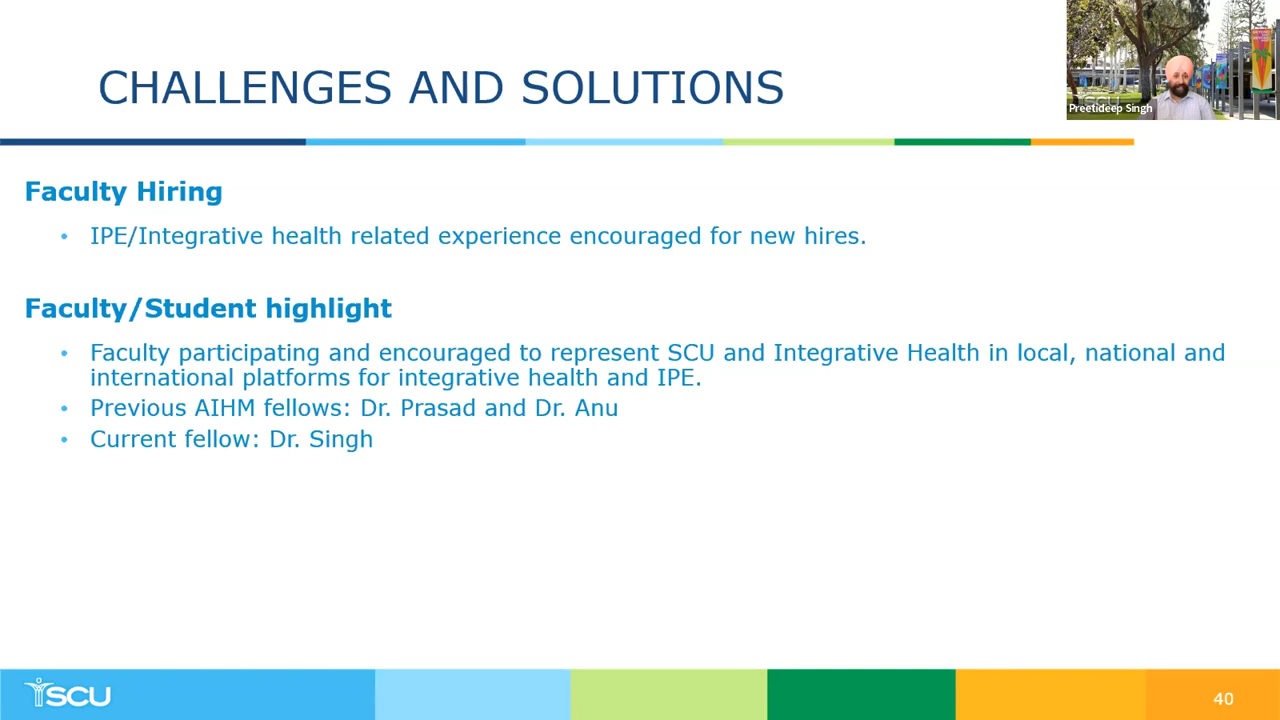 CHALLENGES AND SOLUTIONS
Preetideep Singh
Faculty Hiring
• IPE/Integrative health related experience encouraged for new hires.
Faculty/Student highlight
• Faculty participating and encouraged to represent SCU and Integrative Health in local, national and
international platforms for integrative health and IPE.
• Previous AIHM fellows: Dr. Prasad and Dr. Anu
• Current fellow: Dr. Singh
SCU
40